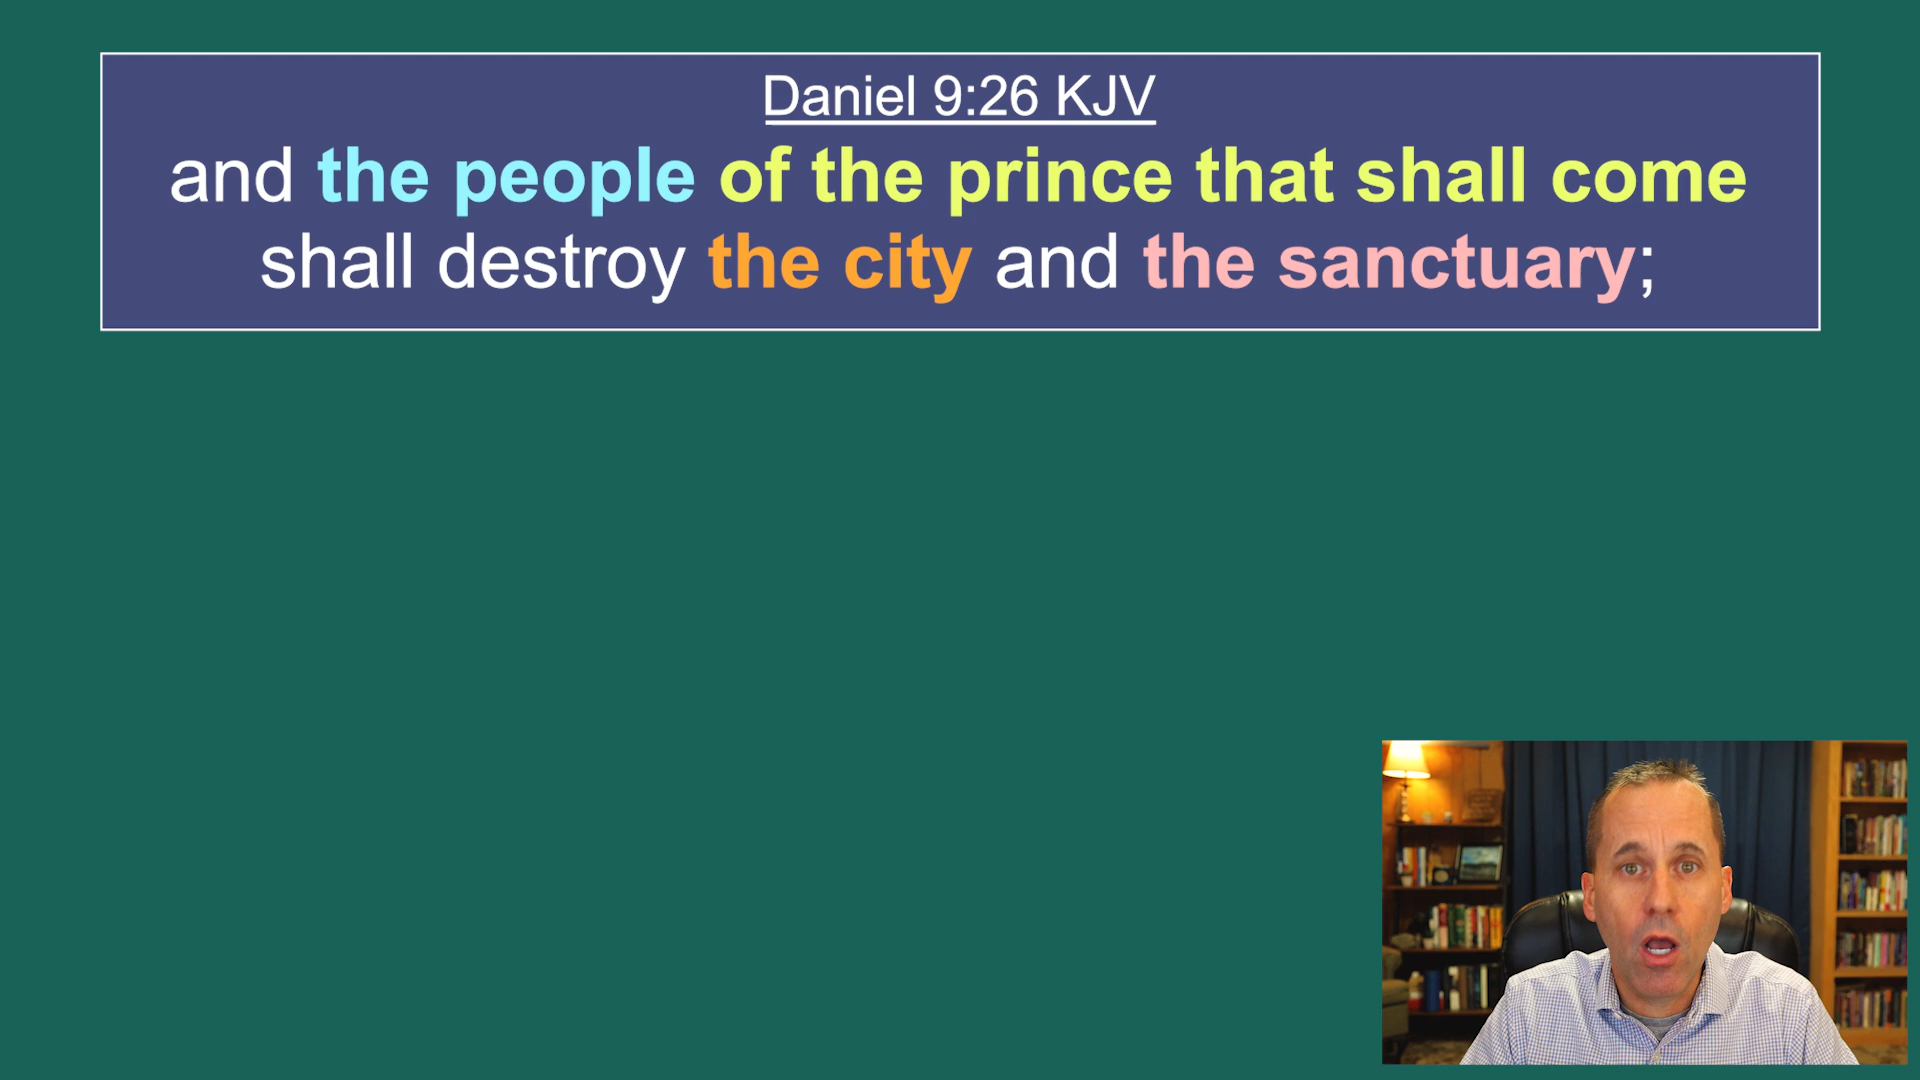 Daniel 9:26 KJV
and the people of the prince that shall come
shall destroy the city and the sanctuary;